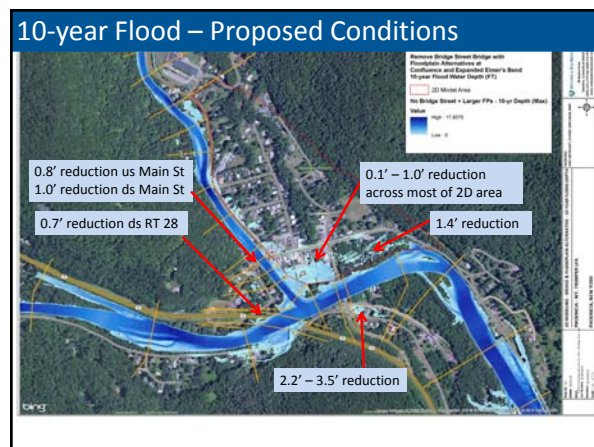 10-year Flood – Proposed Conditions
Remove Bridge Street Bridge with
Floodplain Alternatives at
Confluence and Expanded Elmer's Bend
10-year Flood Water Depth (FT)
2D Model Area
No Bridge Street + Larger FPs - 10-yr Depth (Max)
Value
High : 17.6075
Low : 0
0.8’ reduction us Main St
1.0’ reduction ds Main St
0.1’ – 1.0’ reduction
across most of 2D area
0.7’ reduction ds RT 28
1.4’ reduction
2.2’ – 3.5’ reduction
bing